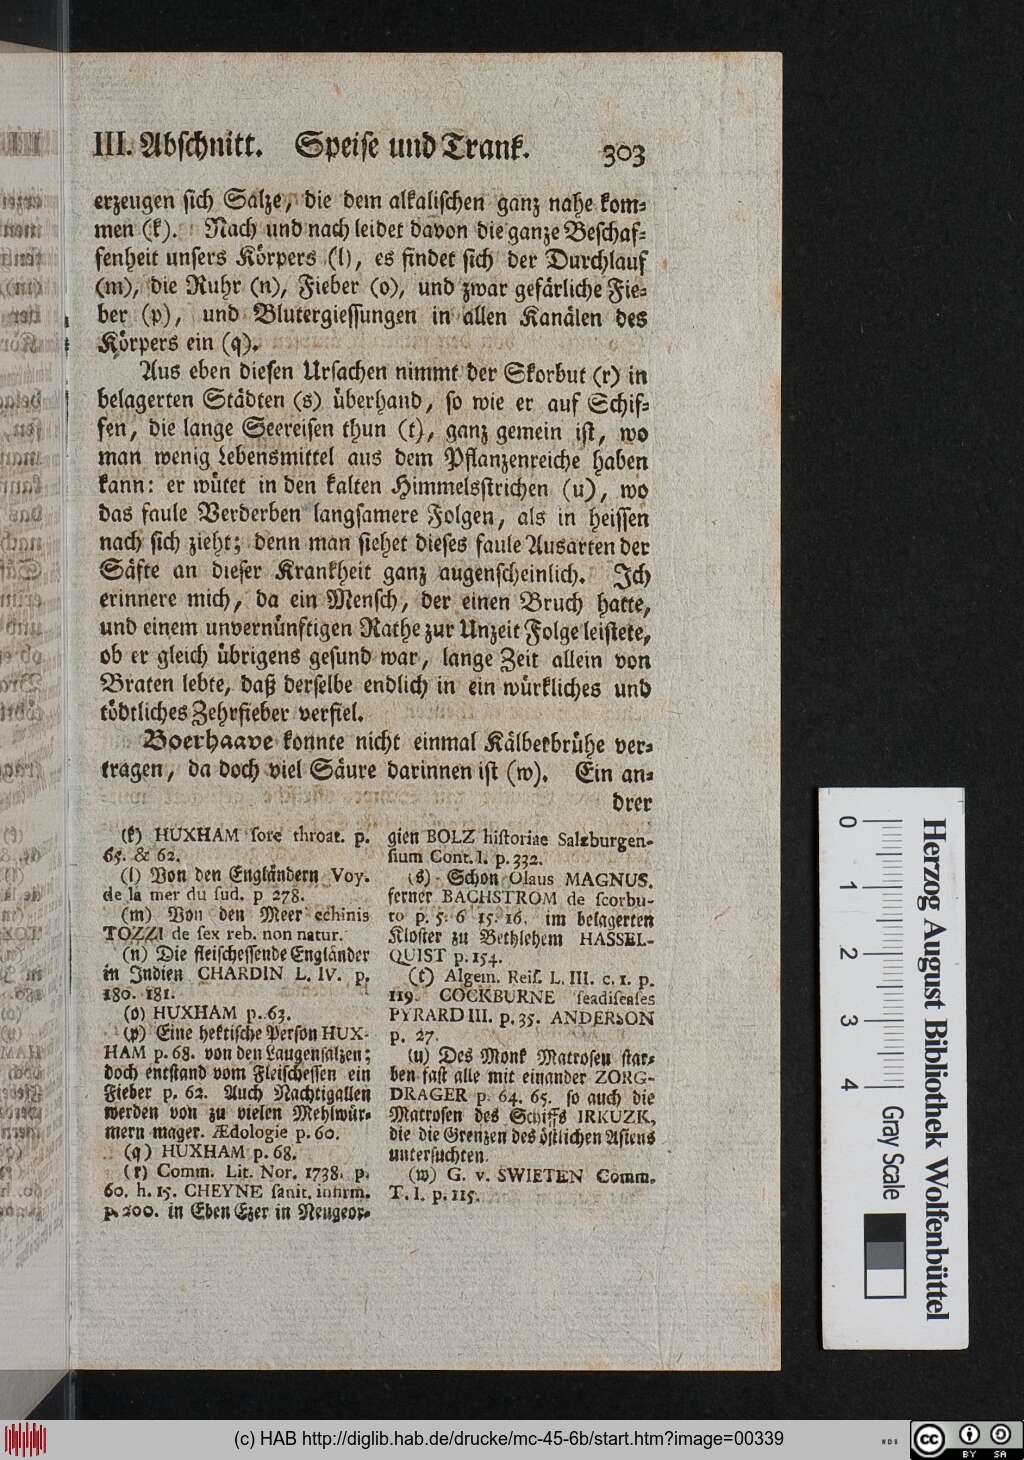 III. Abschnitt. Speise und Trank. 303
erzeugen sich Salze, die dem alkalischen ganz nahe kom=
men (k). Nach und nach leidet davon die ganze Beschaf=
fenheit unsers Körpers (l), es findet sich der Durchlauf
(m), die Ruhr (n), Fieber (o), und zwar gefärliche Fie=
ber (p), und Blutergiessungen in allen Kanälen des
Körpers ein (q).
Aus eben diesen Ursachen nimmt der Skorbut (r) in
belagerten Städten (s) überhand, so wie er auf Schif=
fen, die lange Seereisen thun (t), ganz gemein ist, wo
man wenig Lebensmittel aus dem Pflanzenreiche haben
kann: er wütet in den kalten Himmelsstrichen (u), wo
das faule Verderben langsamere Folgen, als in heissen
nach sich zieht; denn man siehet dieses faule Ausarten der
Säfte an dieser Krankheit ganz augenscheinlich. Ich
erinnere mich, da ein Mensch, der einen Bruch hatte,
und einem unvernünftigen Rathe zur Unzeit Folge leistete,
ob er gleich übrigens gesund war, lange Zeit allein von
Braten lebte, daß derselbe endlich in ein würkliches und
tödtliches Zehrfieber verfiel.
Boerhaave konnte nicht einmal Kälberbrühe ver=
tragen, da doch viel Säure darinnen ist (w). Ein an=
drer
(k) HUXHAM sore throat. p.
65. & 62.
(l) Von den Engländern Voy.
de la mer du sud. p 278.
(m) Von den Meer echinis
TOZZI de sex reb. non natur.
(n) Die fleischessende Engländer
in Indien CHARDIN L. IV. p.
180. 181.
(o) HUXHAM p. 63.
(p) Eine hektische Person HUX-
HAM p. 68. von den Laugensalzen;
doch entstand vom Fleischessen ein
Fieber p. 62. Auch Nachtigallen
werden von zu vielen Mehlwür=
mern mager. Ædologie p. 60.
(q) HUXHAM p. 68.
(r) Comm. Lit. Nor. 1738. p.
60. h. 15. CHEYNE sanit. infirm.
p. 200. in Eben Ezer in Neugeor=
gien BOLZ historiae Salzburgen-
sium Cont. I. p. 332.
(s) Schon Olaus MAGNUS,
ferner BACHSTROM de scorbu-
to p. 5. 6 15. 16. im belagerten
Kloster zu Bethlehem HASSEL-
QUIST p. 154.
(t) Algem. Reis. L. III. c. 1. p.
119. COCKBURNE seadiseases
PYRARD III. p. 35. ANDERSON
p. 27.
(u) Des Monk Matrosen star=
ben fast alle mit einander ZORG-
DRAGER p. 64. 65. so auch die
Matrosen des Schiffs IRKUZK,
die die Grenzen des östlichen Asiens
untersuchten.
(w) G. v. SWIETEN Comm.
T. I. p. 115.
0 1 2 3 4 Gray Scale
Herzog August Bibliothek Wolfenbüttel
(c) HAB http://diglib.hab.de/drucke/mc-45-6b/start.htm?image=00339
cc BY SA